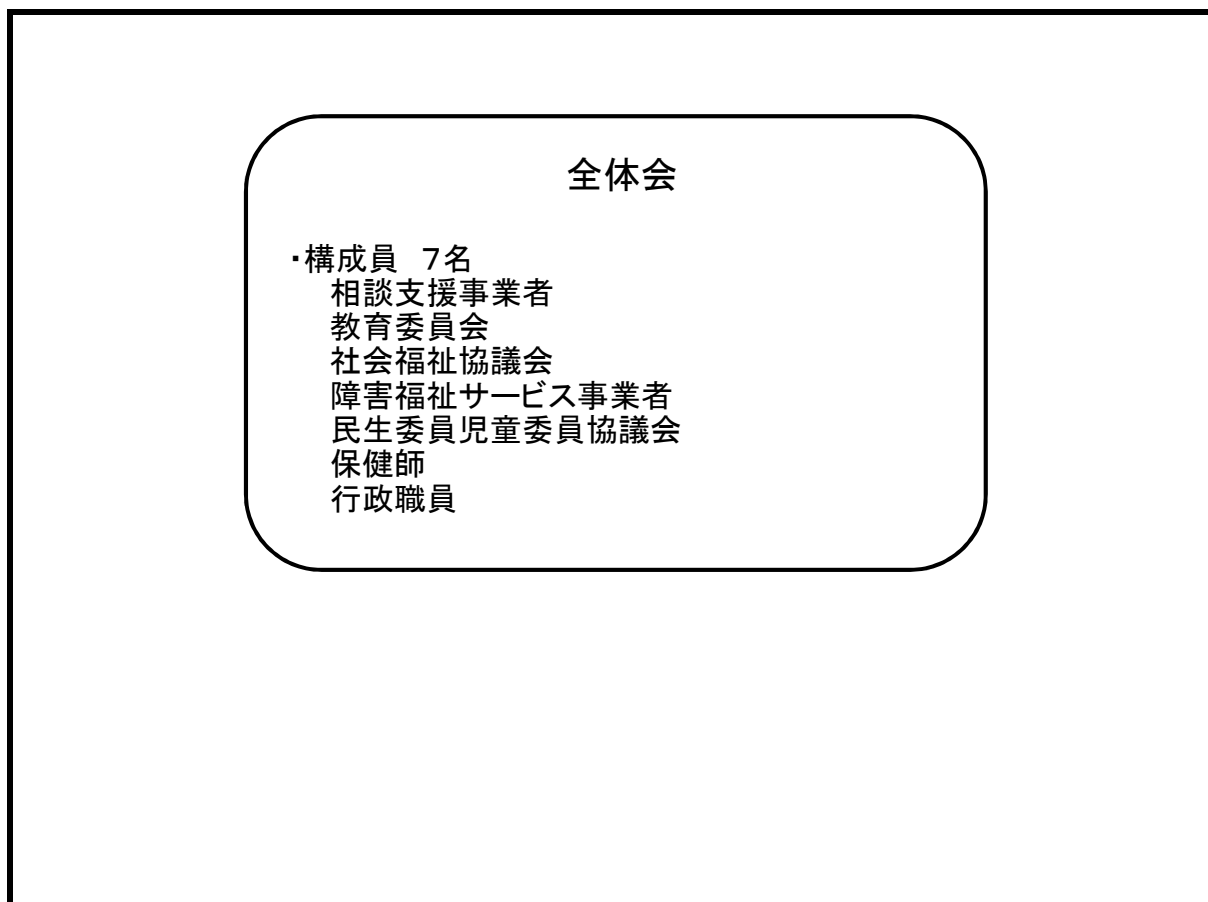 全体会
・構成員　7名
相談支援事業者
教育委員会
社会福祉協議会
障害福祉サービス事業者
民生委員児童委員協議会
保健師
行政職員